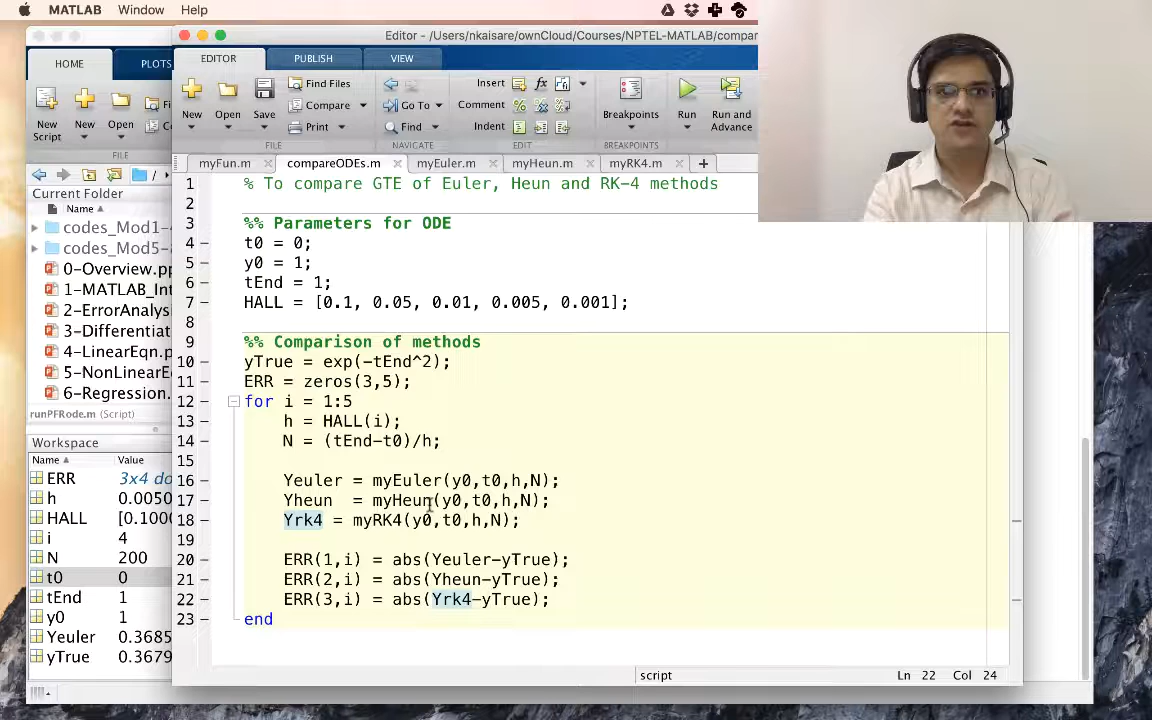 MATLAB Window Help
Editor - /Users/nkaisare/ownCloud/Courses/NPTEL-MATLAB/compar
HOME PLOTS EDITOR PUBLISH VIEW
New Script New Open
FILE
New Open Save
Find Files
Compare
Print
Go To
Find
Insert
Comment
Indent
Breakpoints
Run
Run and Advance
FILE NAVIGATE EDIT BREAKPOINTS
myFun.m compareODEs.m myEuler.m myHeun.m myRK4.m
Current Folder
Name
codes_Mod1-
codes_Mod5-
0-Overview.pp
1-MATLAB_Int
2-ErrorAnalys
3-Differentiat
4-LinearEqn.p
5-NonLinearE
6-Regression.
runPFRode.m (Script)
Workspace
Name Value
ERR 3x4 do
h 0.0050
HALL [0.1000
i 4
N 200
t0 0
tEnd 1
y0 1
Yeuler 0.3685
yTrue 0.3679
1 % To compare GTE of Euler, Heun and RK-4 methods
2
3 %% Parameters for ODE
4 t0 = 0;
5 y0 = 1;
6 tEnd = 1;
7 HALL = [0.1, 0.05, 0.01, 0.005, 0.001];
8
9 %% Comparison of methods
10 yTrue = exp(-tEnd^2);
11 ERR = zeros(3,5);
12 for i = 1:5
13 h = HALL(i);
14 N = (tEnd-t0)/h;
15
16 Yeuler = myEuler(y0,t0,h,N);
17 Yheun = myHeun(y0,t0,h,N);
18 Yrk4 = myRK4(y0,t0,h,N);
19
20 ERR(1,i) = abs(Yeuler-yTrue);
21 ERR(2,i) = abs(Yheun-yTrue);
22 ERR(3,i) = abs(Yrk4-yTrue);
23 end
script Ln 22 Col 24